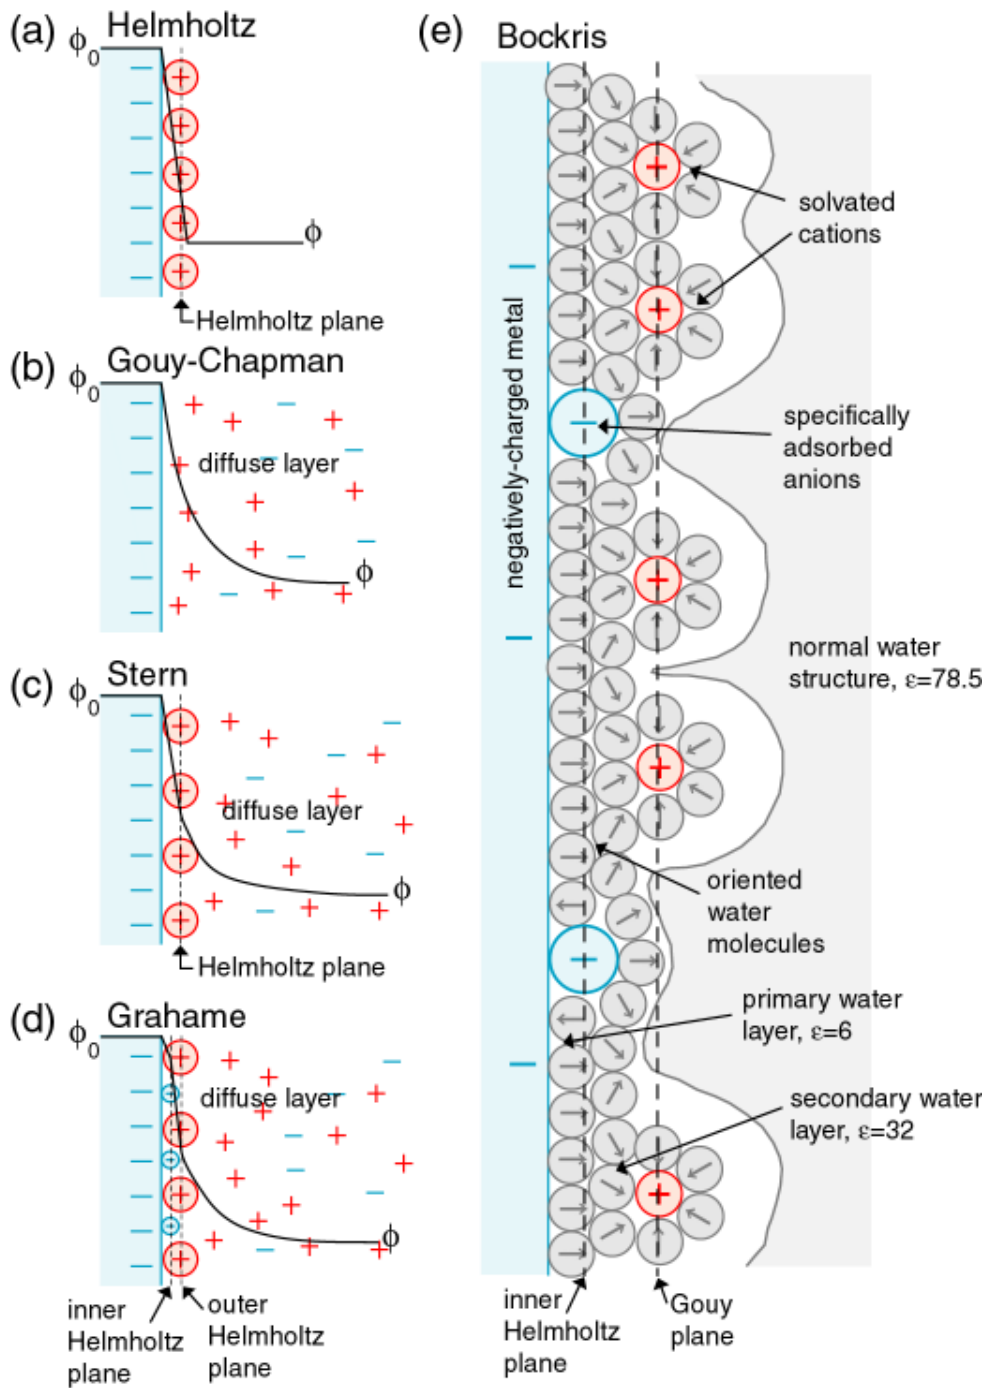 (a) Helmholtz
ϕ0
ϕ
Helmholtz plane
(b) Gouy-Chapman
ϕ0
diffuse layer
ϕ
(c) Stern
ϕ0
diffuse layer
ϕ
Helmholtz plane
(d) Grahame
ϕ0
diffuse layer
ϕ
inner
Helmholtz
plane
outer
Helmholtz
plane
(e) Bockris
negatively-charged metal
solvated
cations
specifically
adsorbed
anions
normal water
structure, ε=78.5
oriented
water
molecules
primary water
layer, ε=6
secondary water
layer, ε=32
inner
Helmholtz
plane
Gouy
plane